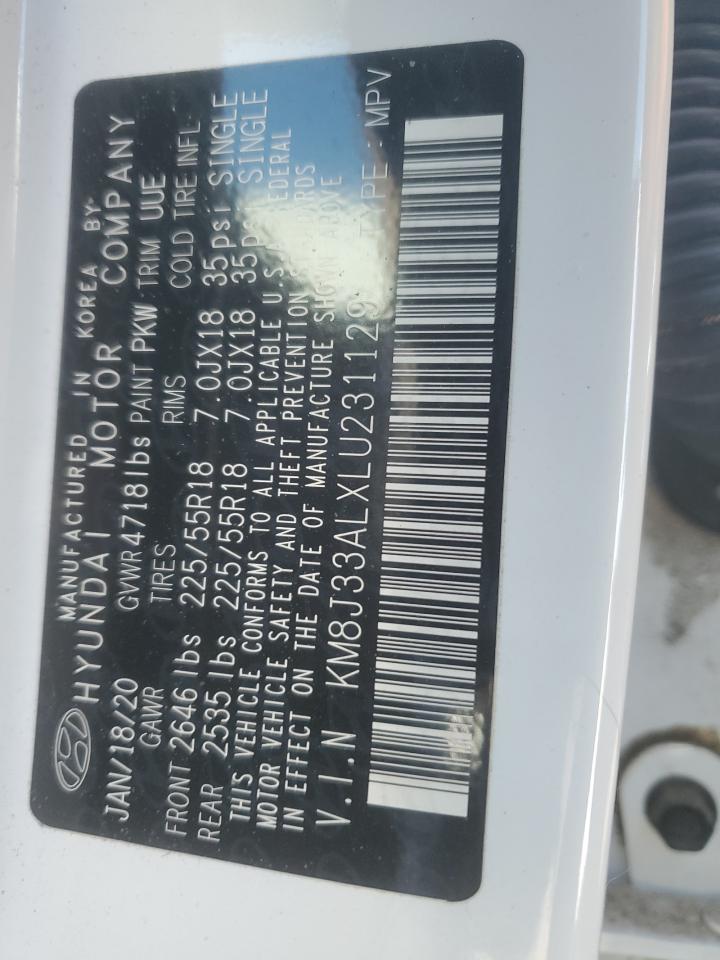 MANUFACTURED IN KOREA BY
HYUNDAI MOTOR COMPANY
JAN/18/20 GVWR4718lbs PAINT PKW TRIM UUE
GAWR TIRES RIMS COLD TIRE INFL
FRONT 2646 lbs 225/55R18 7.0JX18 35psi SINGLE
REAR 2535 lbs 225/55R18 7.0JX18 35psi SINGLE
THIS VEHICLE CONFORMS TO ALL APPLICABLE U.S. FEDERAL
MOTOR VEHICLE SAFETY AND THEFT PREVENTION
IN EFFECT ON THE DATE OF MANUFACTURE SHOWN ABOVE
V.I.N KM8J33ALXLU231129 TYPE : MPV